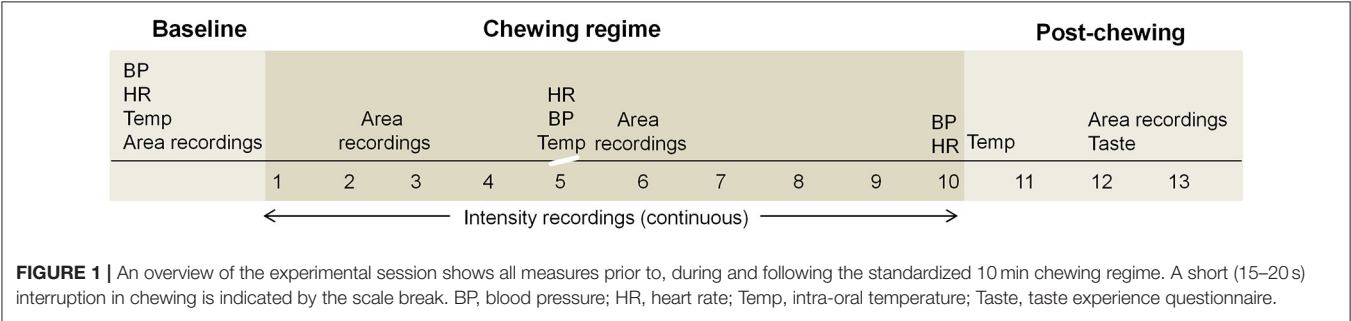 Baseline
Chewing regime
Post-chewing
BP
HR
Temp
Area recordings
Area
recordings
HR
BP
Temp
Area
recordings
BP
HR
Temp
Area recordings
Taste
1 2 3 4 5 6 7 8 9 10 11 12 13
Intensity recordings (continuous)
FIGURE 1 | An overview of the experimental session shows all measures prior to, during and following the standardized 10 min chewing regime. A short (15–20 s)
interruption in chewing is indicated by the scale break. BP, blood pressure; HR, heart rate; Temp, intra-oral temperature; Taste, taste experience questionnaire.